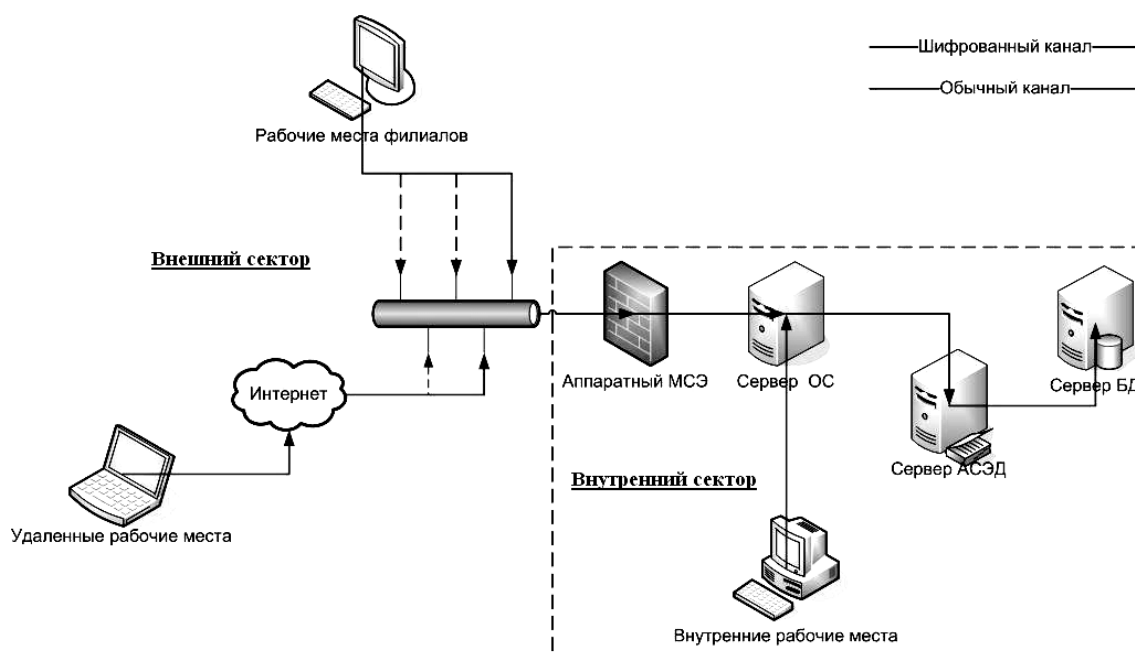 Шифрованный канал
Обычный канал
Рабочие места филиалов
Внешний сектор
Аппаратный МСЭ
Сервер ОС
Сервер БД
Интернет
Сервер АСЭД
Внутренний сектор
Удаленные рабочие места
Внутренние рабочие места